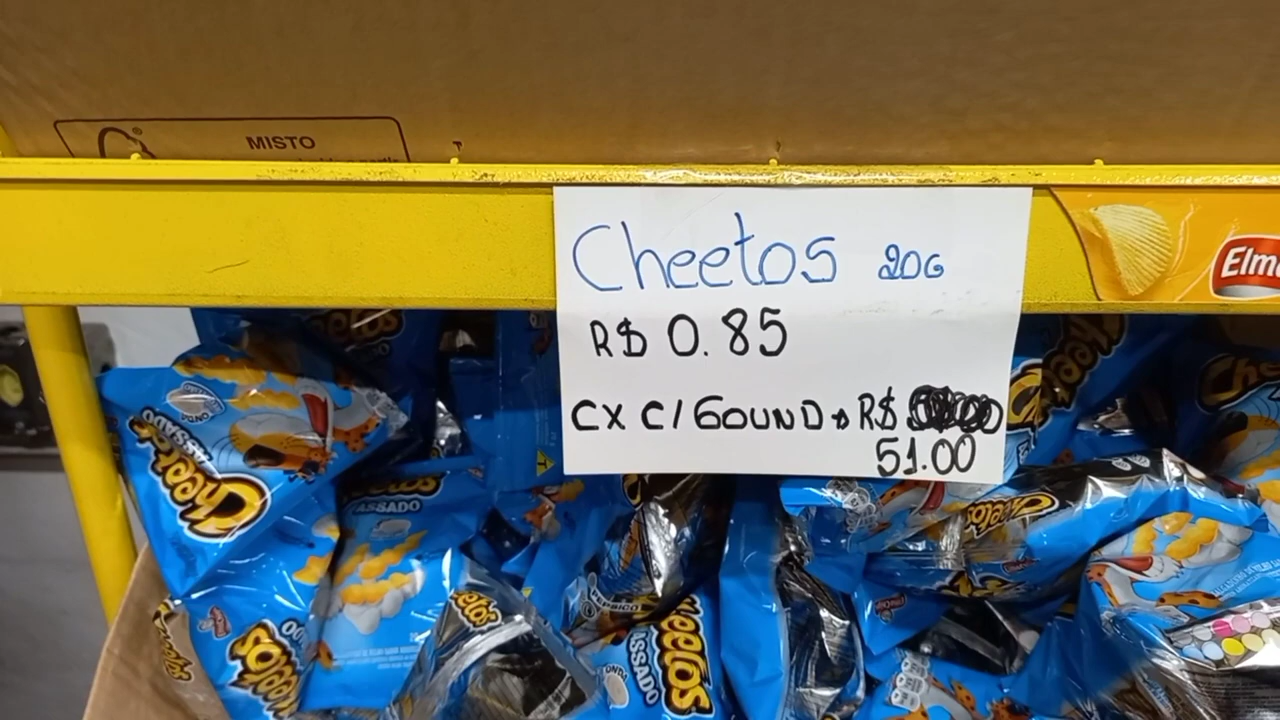 MISTO
Cheetos 20G
R$ 0.85
CX C/ 60UND → R$
51.00
Elma
Cheetos
ASSADO
Cheetos
ASSADO
Cheetos
Cheetos
ASSADO
PEPSICO
Cheetos
Cheetos